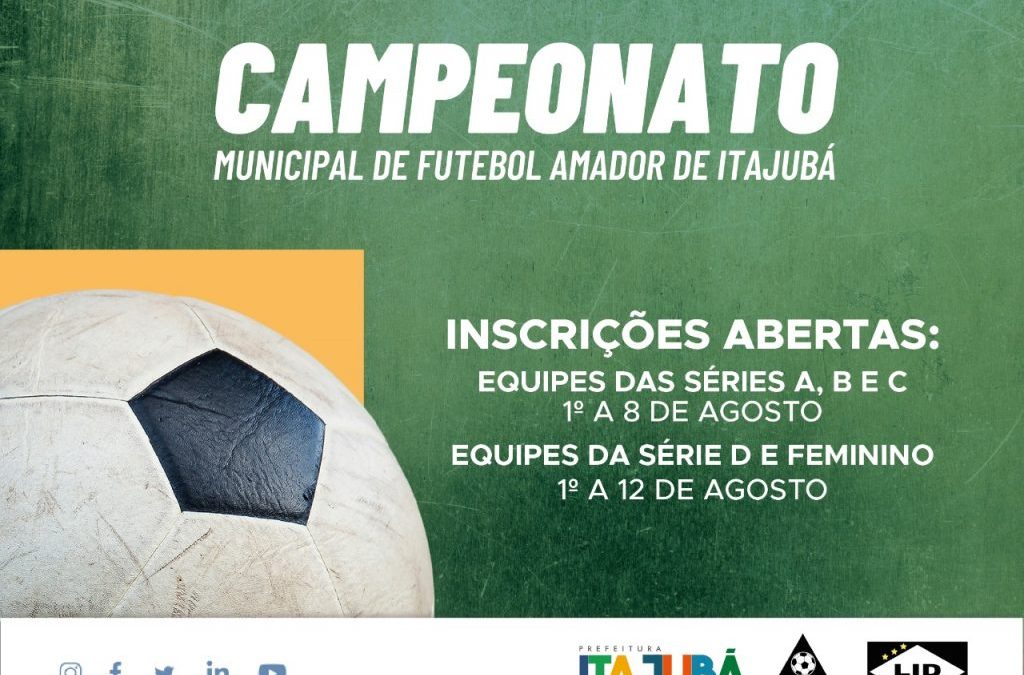 CAMPEONATO
MUNICIPAL DE FUTEBOL AMADOR DE ITAJUBÁ
INSCRIÇÕES ABERTAS:
EQUIPES DAS SÉRIES A, B E C
1º A 8 DE AGOSTO
EQUIPES DA SÉRIE D E FEMININO
1º A 12 DE AGOSTO
PREFEITURA
ITAJUBÁ